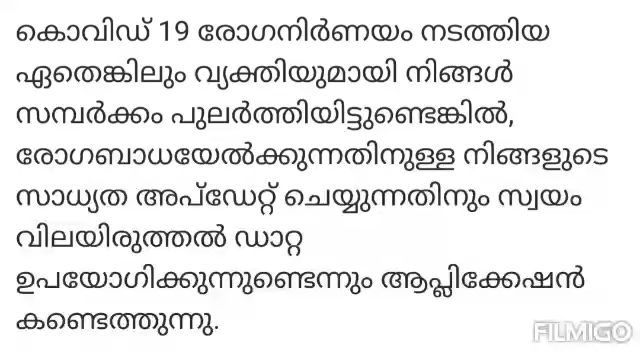 കൊവിഡ് 19 രോഗനിർണയം നടത്തിയ
ഏതെങ്കിലും വ്യക്തിയുമായി നിങ്ങൾ
സമ്പർക്കം പുലർത്തിയിട്ടുണ്ടെങ്കിൽ,
രോഗബാധയേൽക്കുന്നതിനുള്ള നിങ്ങളുടെ
സാധ്യത അപ്ഡേറ്റ് ചെയ്യുന്നതിനും സ്വയം
വിലയിരുത്തൽ ഡാറ്റ
ഉപയോഗിക്കുന്നുണ്ടെന്നും ആപ്ലിക്കേഷൻ
കണ്ടെത്തുന്നു.
FILMIGO